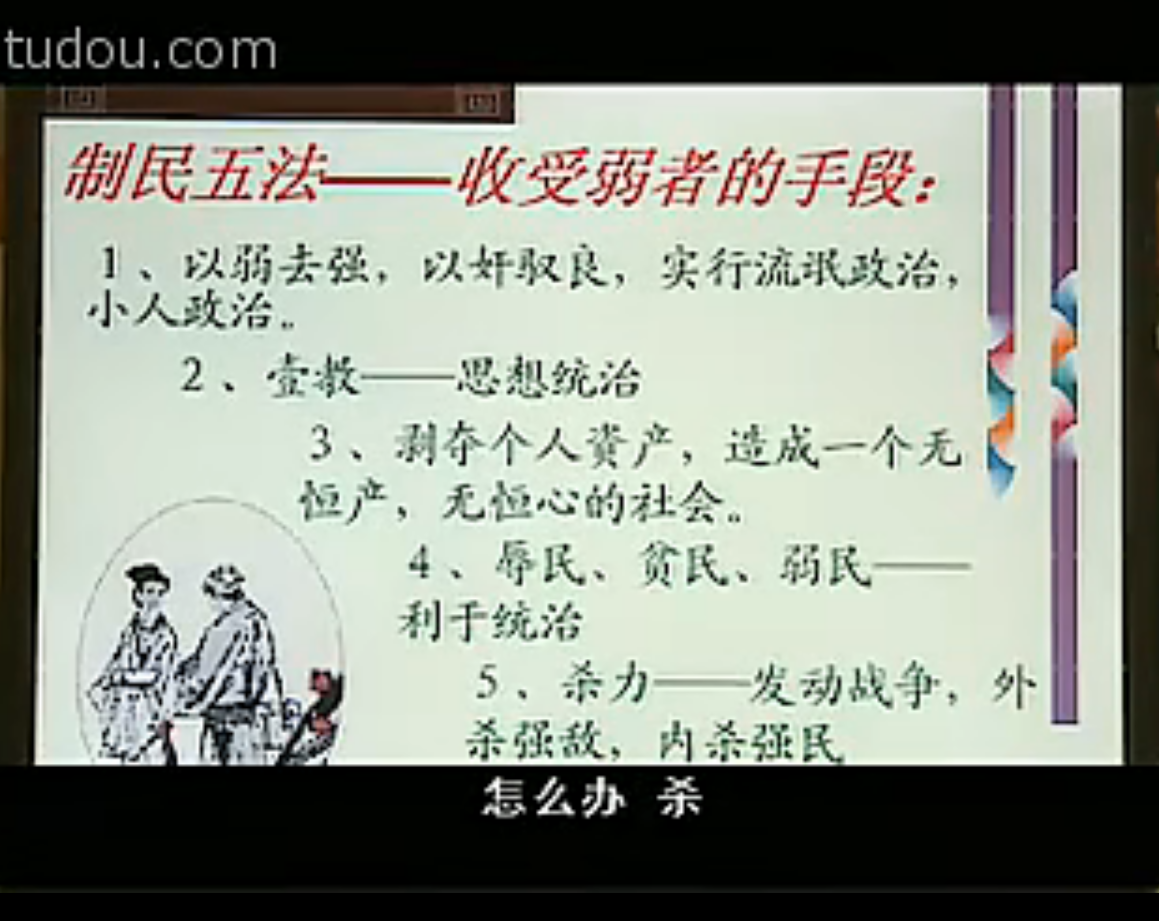 tudou.com
制民五法——收受弱者的手段：
1、以弱去强，以奸驭良，实行流氓政治，
小人政治。
2、壹教——思想统治
3、剥夺个人资产，造成一个无
恒产，无恒心的社会。
4、辱民、贫民、弱民——
利于统治
5、杀力——发动战争，外
杀强敌，内杀强民
怎么办 杀